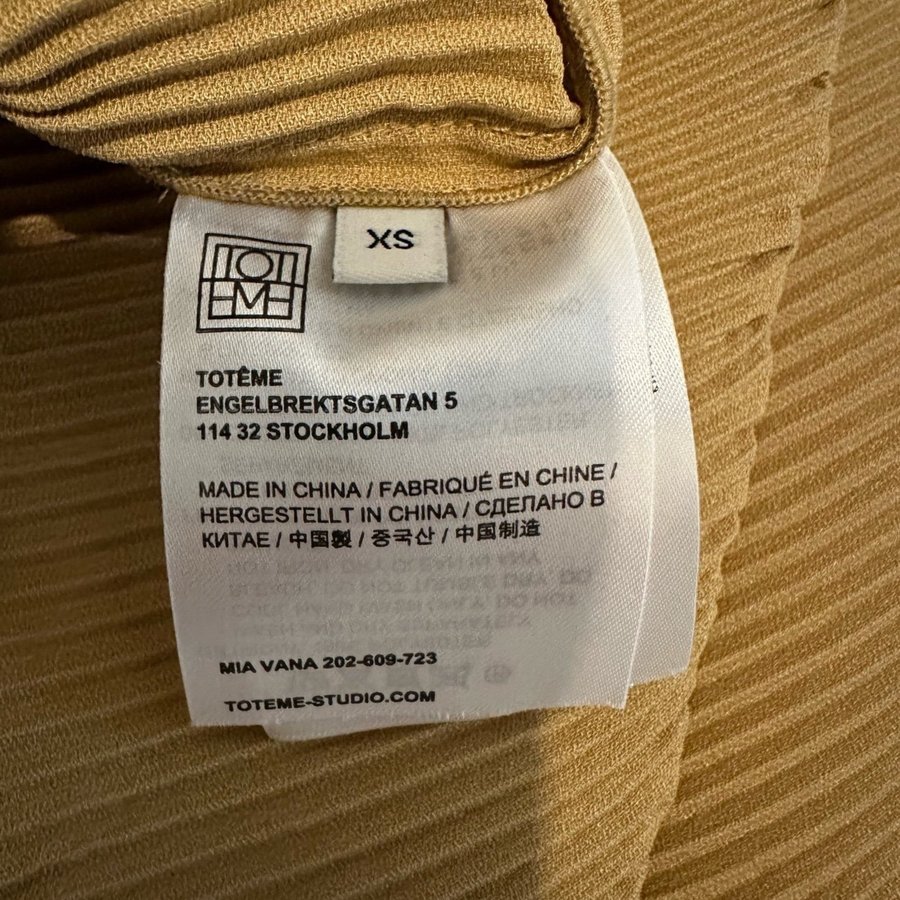 XS
TOTEME
TOTÊME
ENGELBREKTSGATAN 5
114 32 STOCKHOLM
MADE IN CHINA / FABRIQUÉ EN CHINE /
HERGESTELLT IN CHINA / СДЕЛАНО В
КИТАЕ / 中国製 / 중국산 / 中国制造
MIA VANA 202-609-723
TOTEME-STUDIO.COM